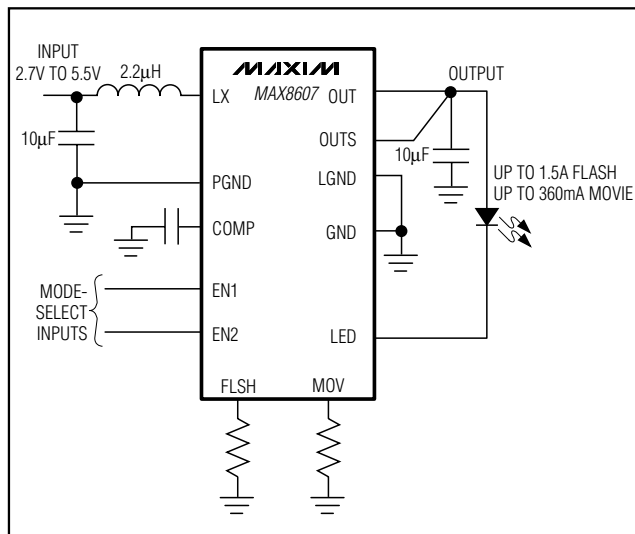 INPUT
2.7V TO 5.5V
2.2µH
10µF
MAXIM
MAX8607
LX
PGND
COMP
EN1
EN2
FLSH
MOV
OUT
OUTS
LGND
GND
LED
OUTPUT
10µF
UP TO 1.5A FLASH
UP TO 360mA MOVIE
MODE-
SELECT
INPUTS